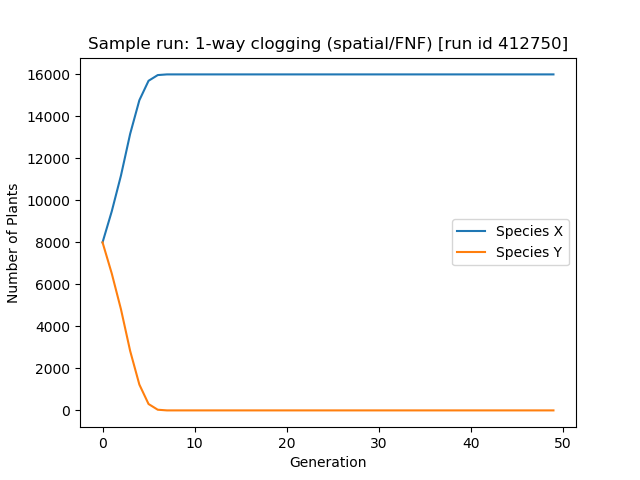 Sample run: 1-way clogging (spatial/FNF) [run id 412750]
16000
14000
12000
10000
8000
6000
4000
2000
0
Number of Plants
Species X
Species Y
0 10 20 30 40 50
Generation